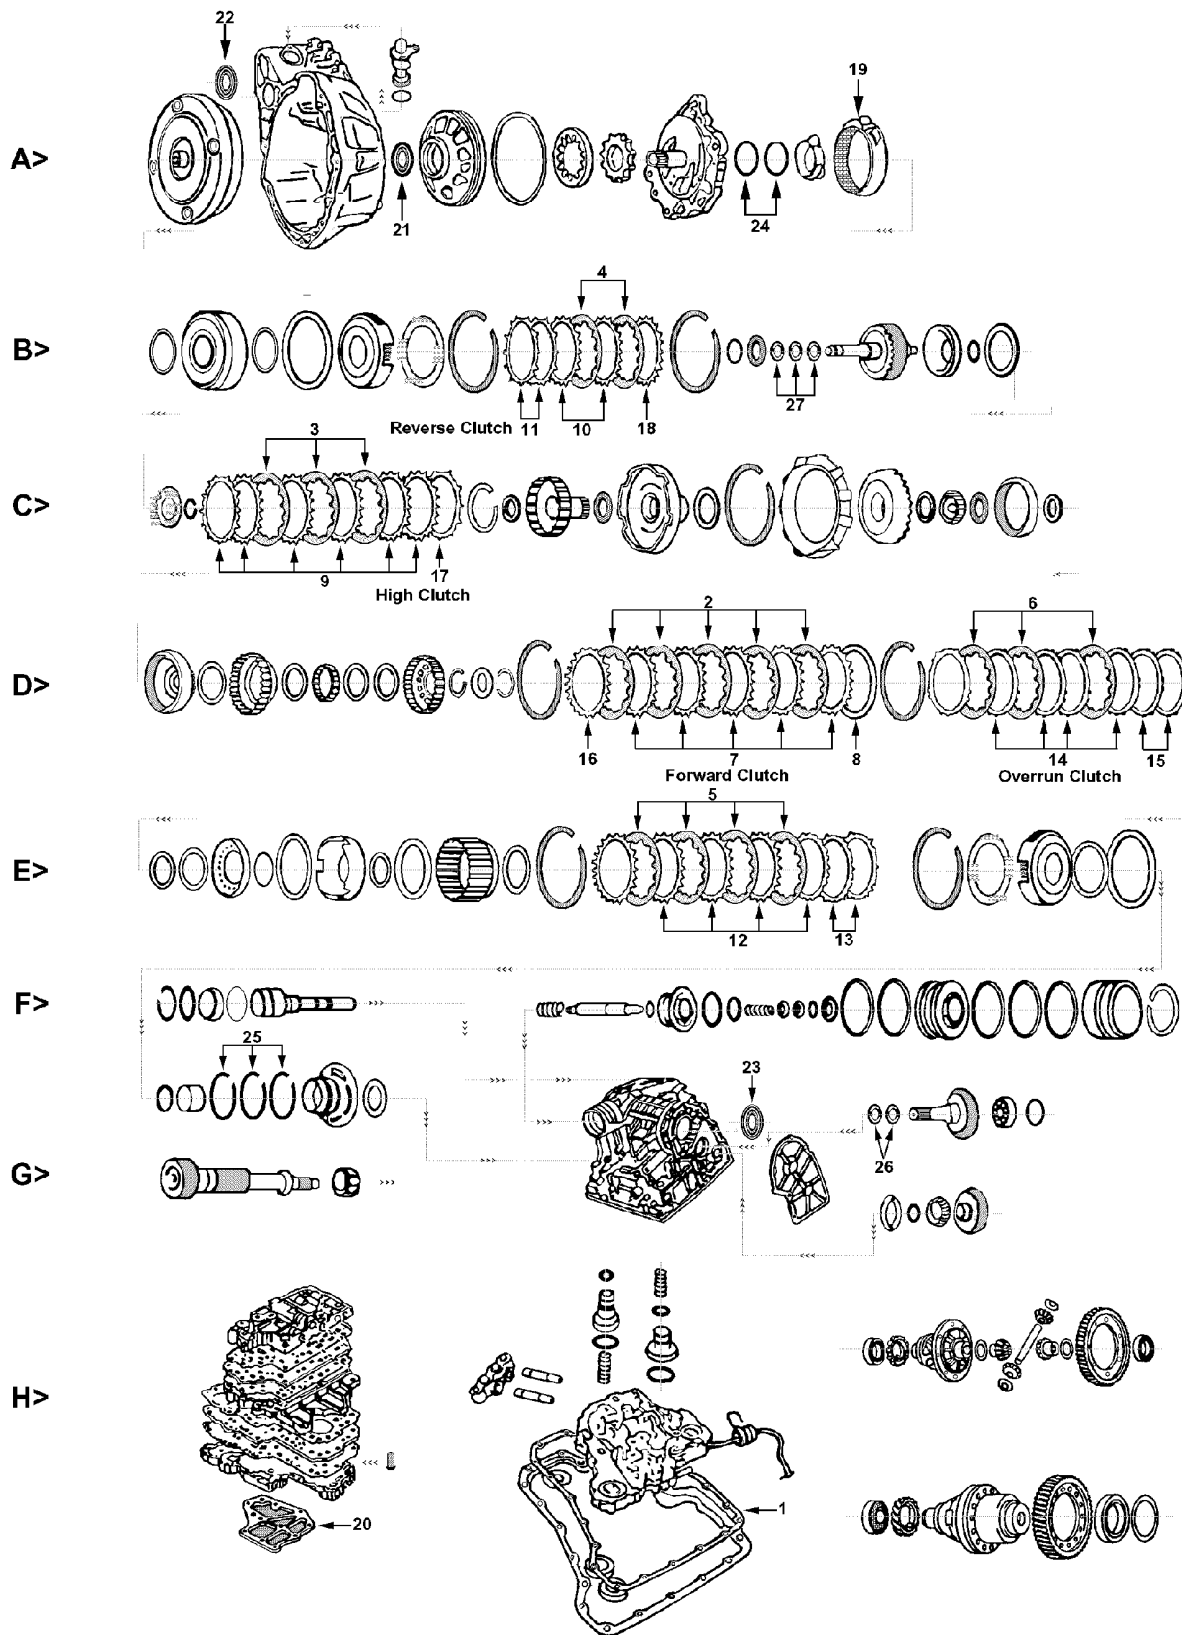 22
19
A>
21
24
4
B>
27
Reverse Clutch 11 10 18
3
C>
9 17
High Clutch
2 6
D>
16 7 8 14 15
Forward Clutch Overrun Clutch
5
E>
12 13
F>
25
23
26
G>
H>
1
20